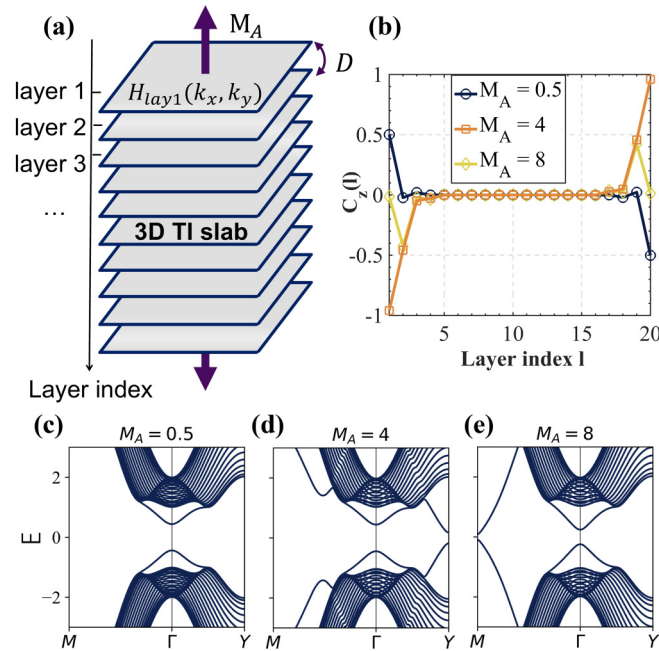 (a)
M_A
D
layer 1
H_{lay1}(k_x, k_y)
layer 2
layer 3
...
3D TI slab
Layer index
(b)
1
0.5
0
-0.5
-1
C_z(l)
M_A = 0.5
M_A = 4
M_A = 8
5 10 15 20
Layer index l
(c) (d) (e)
M_A = 0.5 M_A = 4 M_A = 8
E
2
0
−2
M Γ Y M Γ Y M Γ Y